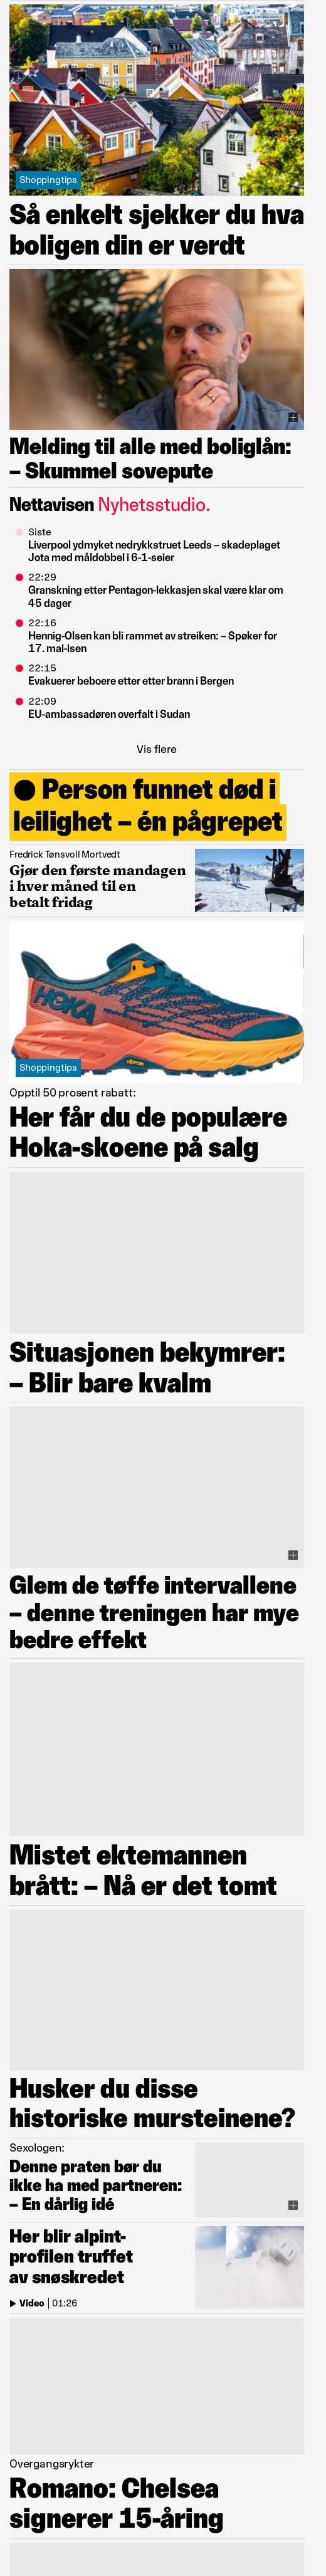 Shoppingtips
Så enkelt sjekker du hva
boligen din er verdt
Melding til alle med boliglån:
– Skummel sovepute
Nettavisen Nyhetsstudio.
Siste
Liverpool ydmyket nedrykkstruet Leeds – skadeplaget
Jota med måldobbel i 6-1-seier
22:29
Granskning etter Pentagon-lekkasjen skal være klar om
45 dager
22:16
Hennig-Olsen kan bli rammet av streiken: – Spøker for
17. mai-isen
22:15
Evakuerer beboere etter etter brann i Bergen
22:09
EU-ambassadøren overfalt i Sudan
Vis flere
Person funnet død i
leilighet – én pågrepet
Fredrick Tønsvoll Mortvedt
Gjør den første mandagen
i hver måned til en
betalt fridag
HOKA
vibram
Shoppingtips
Opptil 50 prosent rabatt:
Her får du de populære
Hoka-skoene på salg
Situasjonen bekymrer:
– Blir bare kvalm
Glem de tøffe intervallene
– denne treningen har mye
bedre effekt
Mistet ektemannen
brått: – Nå er det tomt
Husker du disse
historiske mursteinene?
Sexologen:
Denne praten bør du
ikke ha med partneren:
– En dårlig idé
Her blir alpint-
profilen truffet
av snøskredet
Video | 01:26
Overgangsrykter
Romano: Chelsea
signerer 15-åring